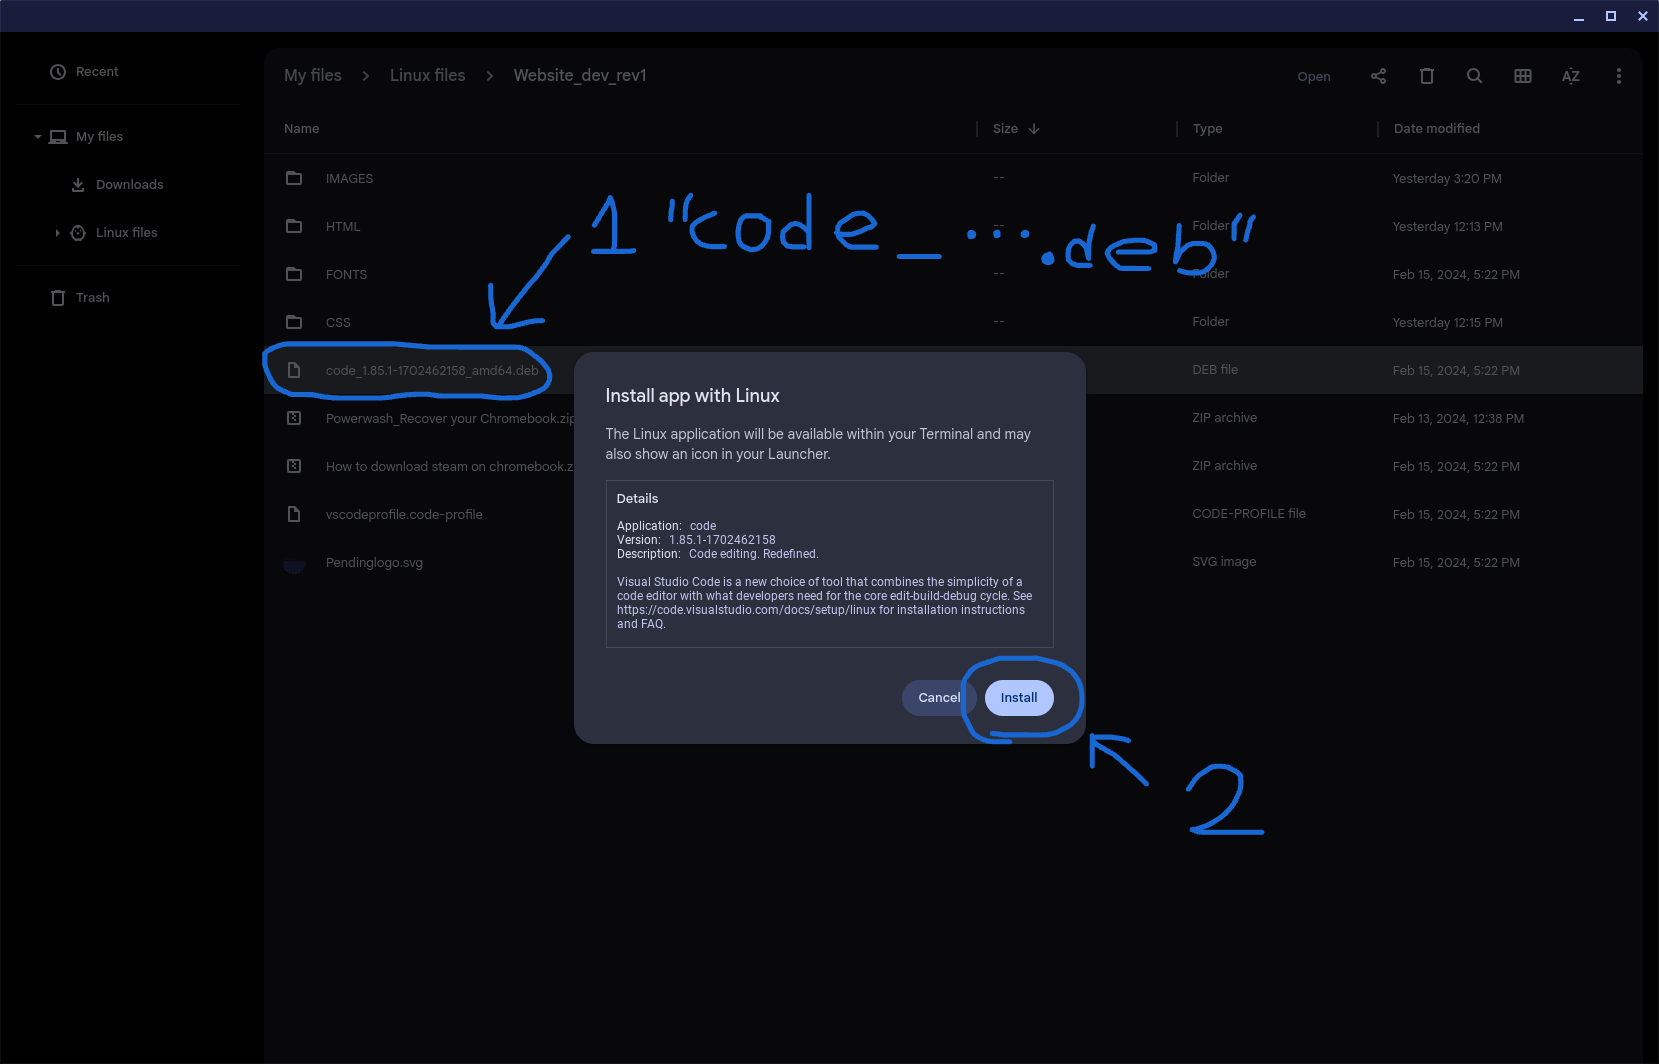 Recent
My files
Downloads
Linux files
Trash
My files > Linux files > Website_dev_rev1
Open
AZ
Name Size Type Date modified
IMAGES -- Folder Yesterday 3:20 PM
HTML -- Folder Yesterday 12:13 PM
FONTS -- Folder Feb 15, 2024, 5:22 PM
CSS -- Folder Yesterday 12:15 PM
code_1.85.1-1702462158_amd64.deb DEB file Feb 15, 2024, 5:22 PM
Powerwash_Recover your Chromebook.zip ZIP archive Feb 13, 2024, 12:38 PM
How to download steam on chromebook.z ZIP archive Feb 15, 2024, 5:22 PM
vscodeprofile.code-profile CODE-PROFILE file Feb 15, 2024, 5:22 PM
Pendinglogo.svg SVG image Feb 15, 2024, 5:22 PM
1 "code_....deb"
Install app with Linux
The Linux application will be available within your Terminal and may
also show an icon in your Launcher.
Details
Application: code
Version: 1.85.1-1702462158
Description: Code editing. Redefined.
Visual Studio Code is a new choice of tool that combines the simplicity of a
code editor with what developers need for the core edit-build-debug cycle. See
https://code.visualstudio.com/docs/setup/linux for installation instructions
and FAQ.
Cancel
Install
2